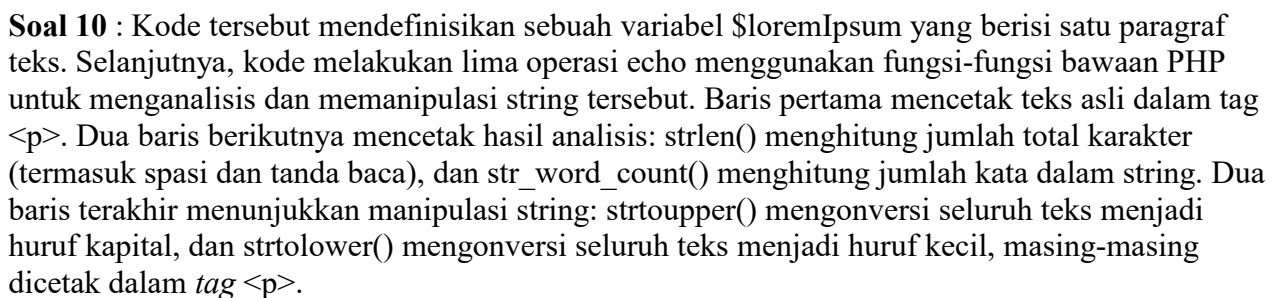 Soal 10 : Kode tersebut mendefinisikan sebuah variabel $loremIpsum yang berisi satu paragraf
teks. Selanjutnya, kode melakukan lima operasi echo menggunakan fungsi-fungsi bawaan PHP
untuk menganalisis dan memanipulasi string tersebut. Baris pertama mencetak teks asli dalam tag
<p>. Dua baris berikutnya mencetak hasil analisis: strlen() menghitung jumlah total karakter
(termasuk spasi dan tanda baca), dan str_word_count() menghitung jumlah kata dalam string. Dua
baris terakhir menunjukkan manipulasi string: strtoupper() mengonversi seluruh teks menjadi
huruf kapital, dan strtolower() mengonversi seluruh teks menjadi huruf kecil, masing-masing
dicetak dalam tag <p>.